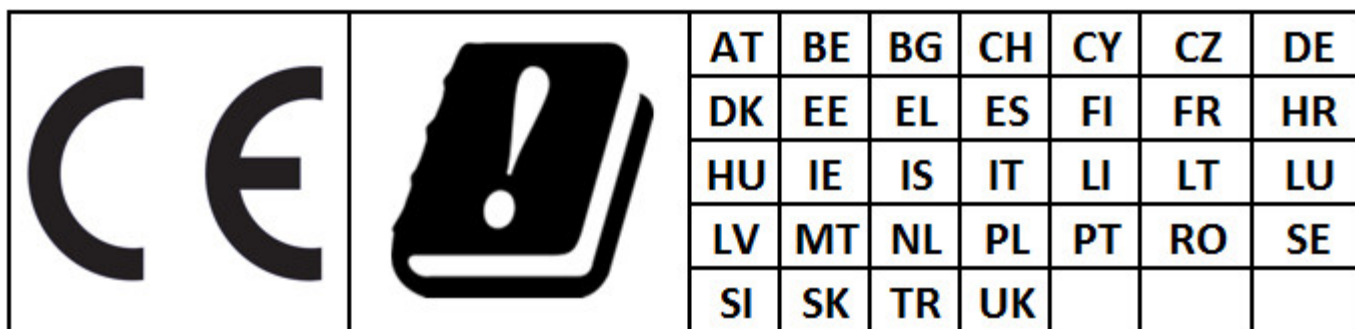 CE
!
AT BE BG CH CY CZ DE
DK EE EL ES FI FR HR
HU IE IS IT LI LT LU
LV MT NL PL PT RO SE
SI SK TR UK